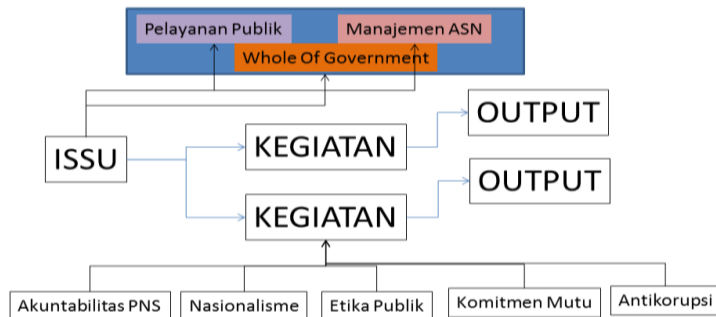 Pelayanan Publik
Manajemen ASN
Whole Of Government
OUTPUT
ISSU
KEGIATAN
OUTPUT
KEGIATAN
Akuntabilitas PNS
Nasionalisme
Etika Publik
Komitmen Mutu
Antikorupsi